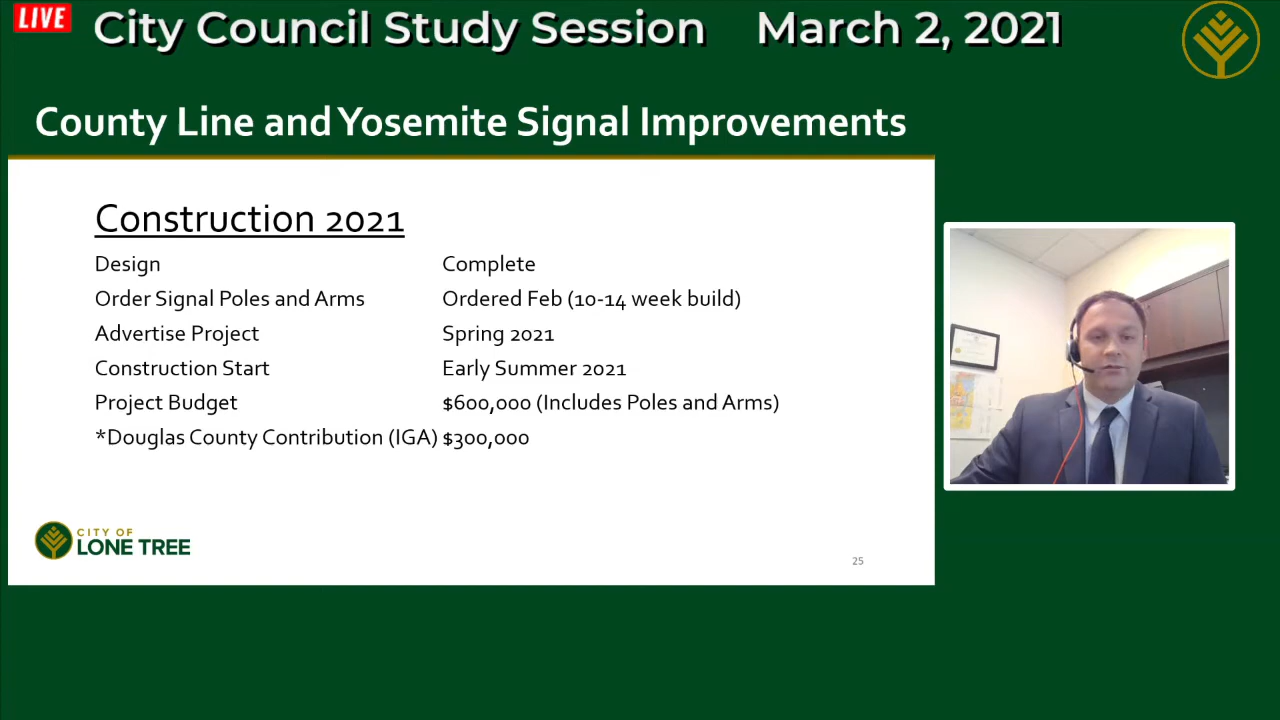 LIVE
City Council Study Session March 2, 2021
County Line and Yosemite Signal Improvements
Construction 2021
Design Complete
Order Signal Poles and Arms Ordered Feb (10-14 week build)
Advertise Project Spring 2021
Construction Start Early Summer 2021
Project Budget $600,000 (Includes Poles and Arms)
*Douglas County Contribution (IGA) $300,000
CITY OF
LONE TREE
25